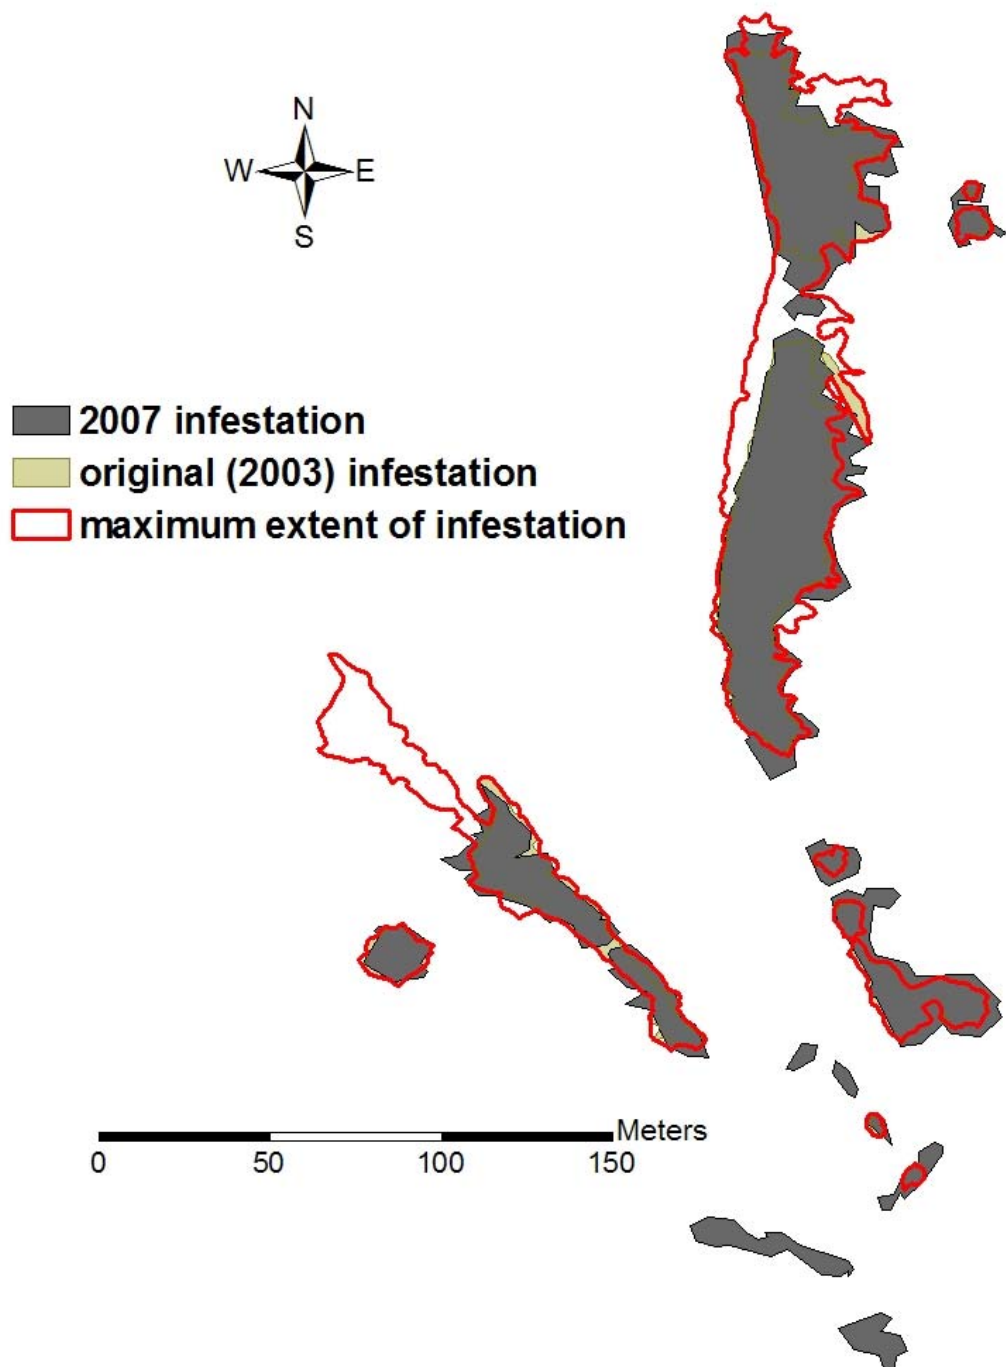 N
W E
S
2007 infestation
original (2003) infestation
maximum extent of infestation
Meters
0 50 100 150